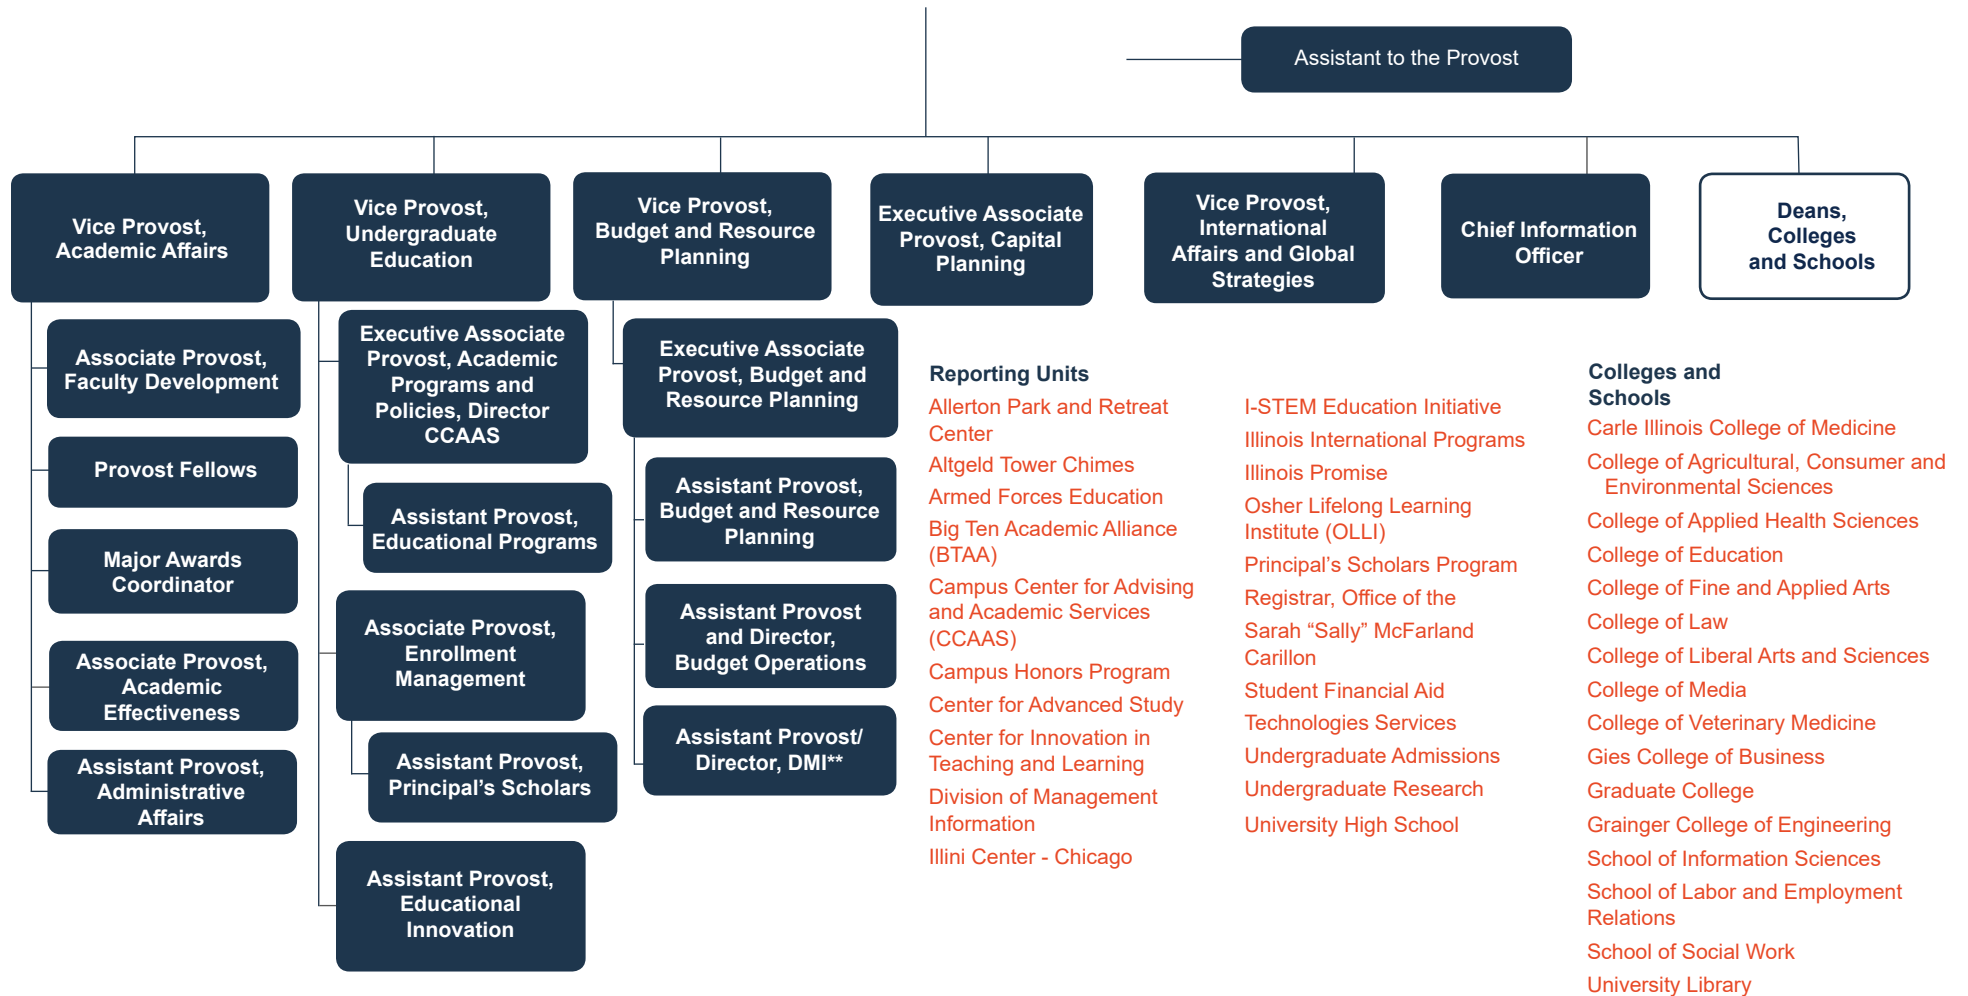 Assistant to the Provost
Vice Provost,
Academic Affairs
Vice Provost,
Undergraduate
Education
Vice Provost,
Budget and Resource
Planning
Executive Associate
Provost, Capital
Planning
Vice Provost,
International
Affairs and Global
Strategies
Chief Information
Officer
Deans,
Colleges
and Schools
Associate Provost,
Faculty Development
Provost Fellows
Major Awards
Coordinator
Associate Provost,
Academic
Effectiveness
Assistant Provost,
Administrative
Affairs
Executive Associate
Provost, Academic
Programs and
Policies, Director
CCAAS
Assistant Provost,
Educational Programs
Associate Provost,
Enrollment
Management
Assistant Provost,
Principal’s Scholars
Assistant Provost,
Educational
Innovation
Executive Associate
Provost, Budget and
Resource Planning
Assistant Provost,
Budget and Resource
Planning
Assistant Provost
and Director,
Budget Operations
Assistant Provost/
Director, DMI**
Reporting Units
Allerton Park and Retreat
Center
Altgeld Tower Chimes
Armed Forces Education
Big Ten Academic Alliance
(BTAA)
Campus Center for Advising
and Academic Services
(CCAAS)
Campus Honors Program
Center for Advanced Study
Center for Innovation in
Teaching and Learning
Division of Management
Information
Illini Center - Chicago
I-STEM Education Initiative
Illinois International Programs
Illinois Promise
Osher Lifelong Learning
Institute (OLLI)
Principal’s Scholars Program
Registrar, Office of the
Sarah “Sally” McFarland
Carillon
Student Financial Aid
Technologies Services
Undergraduate Admissions
Undergraduate Research
University High School
Colleges and
Schools
Carle Illinois College of Medicine
College of Agricultural, Consumer and
Environmental Sciences
College of Applied Health Sciences
College of Education
College of Fine and Applied Arts
College of Law
College of Liberal Arts and Sciences
College of Media
College of Veterinary Medicine
Gies College of Business
Graduate College
Grainger College of Engineering
School of Information Sciences
School of Labor and Employment
Relations
School of Social Work
University Library